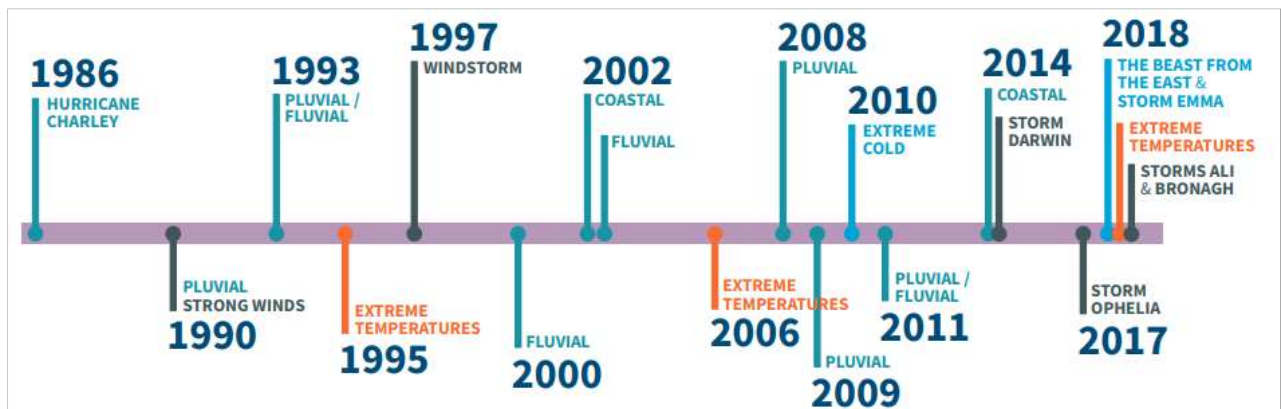 1986
HURRICANE
CHARLEY
1990
PLUVIAL
STRONG WINDS
1993
PLUVIAL /
FLUVIAL
1995
EXTREME
TEMPERATURES
1997
WINDSTORM
2000
FLUVIAL
2002
COASTAL
FLUVIAL
2006
EXTREME
TEMPERATURES
2008
PLUVIAL
2009
PLUVIAL
2010
EXTREME
COLD
2011
PLUVIAL /
FLUVIAL
2014
COASTAL
STORM
DARWIN
2017
STORM
OPHELIA
2018
THE BEAST FROM
THE EAST &
STORM EMMA
EXTREME
TEMPERATURES
STORMS ALI
& BRONAGH